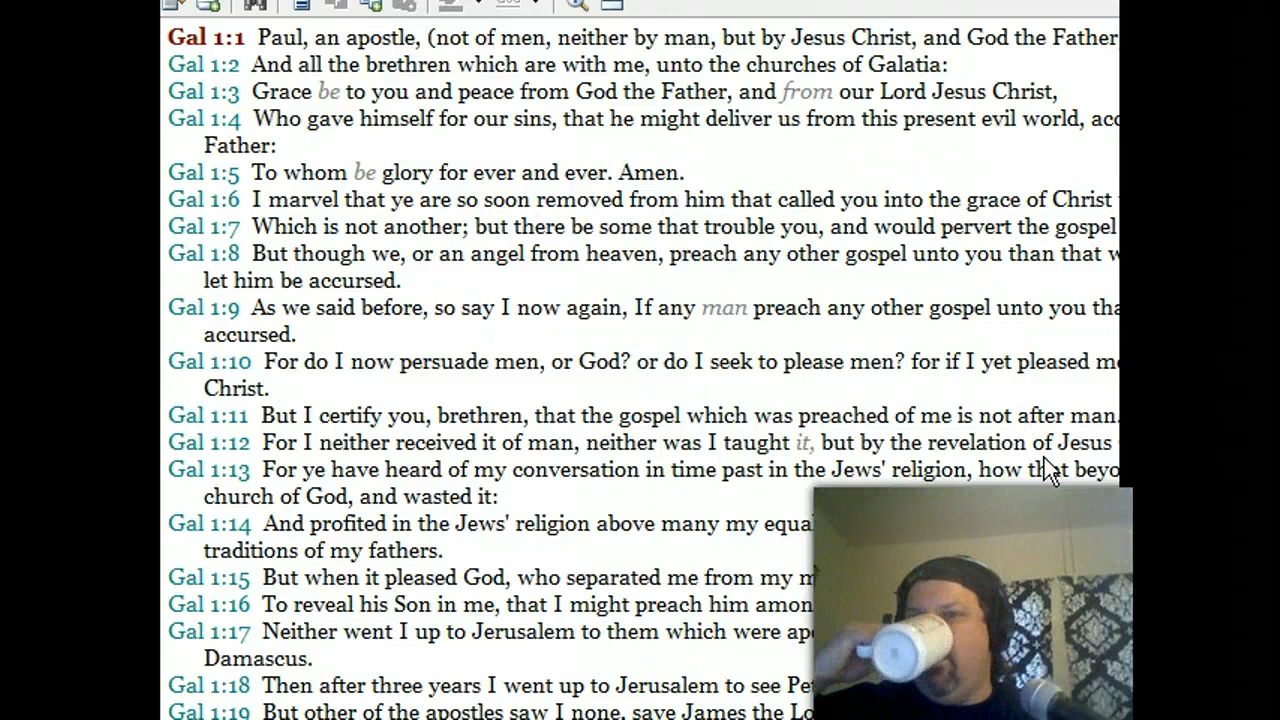 Gal 1:1 Paul, an apostle, (not of men, neither by man, but by Jesus Christ, and God the Father
Gal 1:2 And all the brethren which are with me, unto the churches of Galatia:
Gal 1:3 Grace be to you and peace from God the Father, and from our Lord Jesus Christ,
Gal 1:4 Who gave himself for our sins, that he might deliver us from this present evil world,
Father:
Gal 1:5 To whom be glory for ever and ever. Amen.
Gal 1:6 I marvel that ye are so soon removed from him that called you into the grace of Christ
Gal 1:7 Which is not another; but there be some that trouble you, and would pervert the gospel
Gal 1:8 But though we, or an angel from heaven, preach any other gospel unto you than that
let him be accursed.
Gal 1:9 As we said before, so say I now again, If any man preach any other gospel unto you
accursed.
Gal 1:10 For do I now persuade men, or God? or do I seek to please men? for if I yet pleased
Christ.
Gal 1:11 But I certify you, brethren, that the gospel which was preached of me is not after man.
Gal 1:12 For I neither received it of man, neither was I taught it, but by the revelation of Jesus
Gal 1:13 For ye have heard of my conversation in time past in the Jews' religion, how that
church of God, and wasted it:
Gal 1:14 And profited in the Jews' religion above many my
traditions of my fathers.
Gal 1:15 But when it pleased God, who separated me from my
Gal 1:16 To reveal his Son in me, that I might preach him
Gal 1:17 Neither went I up to Jerusalem to them which were
Damascus.
Gal 1:18 Then after three years I went up to Jerusalem to see
Gal 1:19 But other of the apostles saw I none, save James the